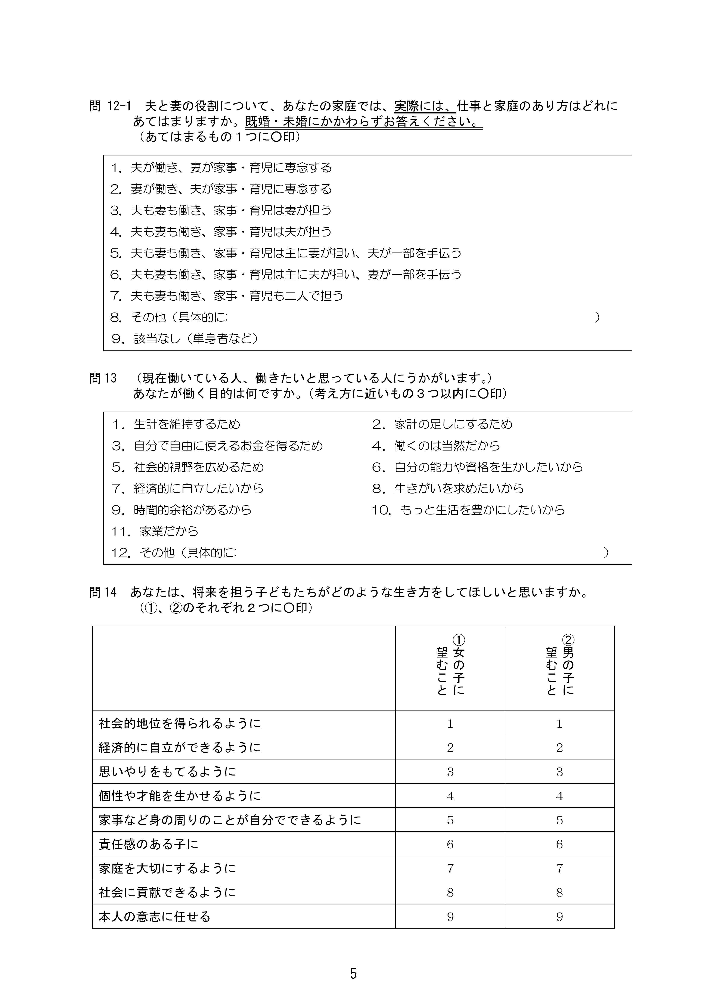 問 12-1　夫と妻の役割について、あなたの家庭では、実際には、仕事と家庭のあり方はどれに
あてはまりますか。既婚・未婚にかかわらずお答えください。
（あてはまるもの１つに〇印）
1．夫が働き、妻が家事・育児に専念する
2．妻が働き、夫が家事・育児に専念する
3．夫も妻も働き、家事・育児は妻が担う
4．夫も妻も働き、家事・育児は夫が担う
5．夫も妻も働き、家事・育児は主に妻が担い、夫が一部を手伝う
6．夫も妻も働き、家事・育児は主に夫が担い、妻が一部を手伝う
7．夫も妻も働き、家事・育児も二人で担う
8．その他（具体的に:　　　　　　　　　　）
9．該当なし（単身者など）
問 13　（現在働いている人、働きたいと思っている人にうかがいます。）
あなたが働く目的は何ですか。（考え方に近いもの３つ以内に〇印）
1．生計を維持するため　2．家計の足しにするため
3．自分で自由に使えるお金を得るため　4．働くのは当然だから
5．社会的視野を広めるため　6．自分の能力や資格を生かしたいから
7．経済的に自立したいから　8．生きがいを求めたいから
9．時間的余裕があるから　10．もっと生活を豊かにしたいから
11．家業だから
12．その他（具体的に:　　　　　　　　　　）
問 14　あなたは、将来を担う子どもたちがどのような生き方をしてほしいと思いますか。
（①、②のそれぞれ２つに〇印）
①女の子に
望むこと
②男の子に
望むこと
社会的地位を得られるように　1　1
経済的に自立ができるように　2　2
思いやりをもてるように　3　3
個性や才能を生かせるように　4　4
家事など身の周りのことが自分でできるように　5　5
責任感のある子に　6　6
家庭を大切にするように　7　7
社会に貢献できるように　8　8
本人の意志に任せる　9　9
5